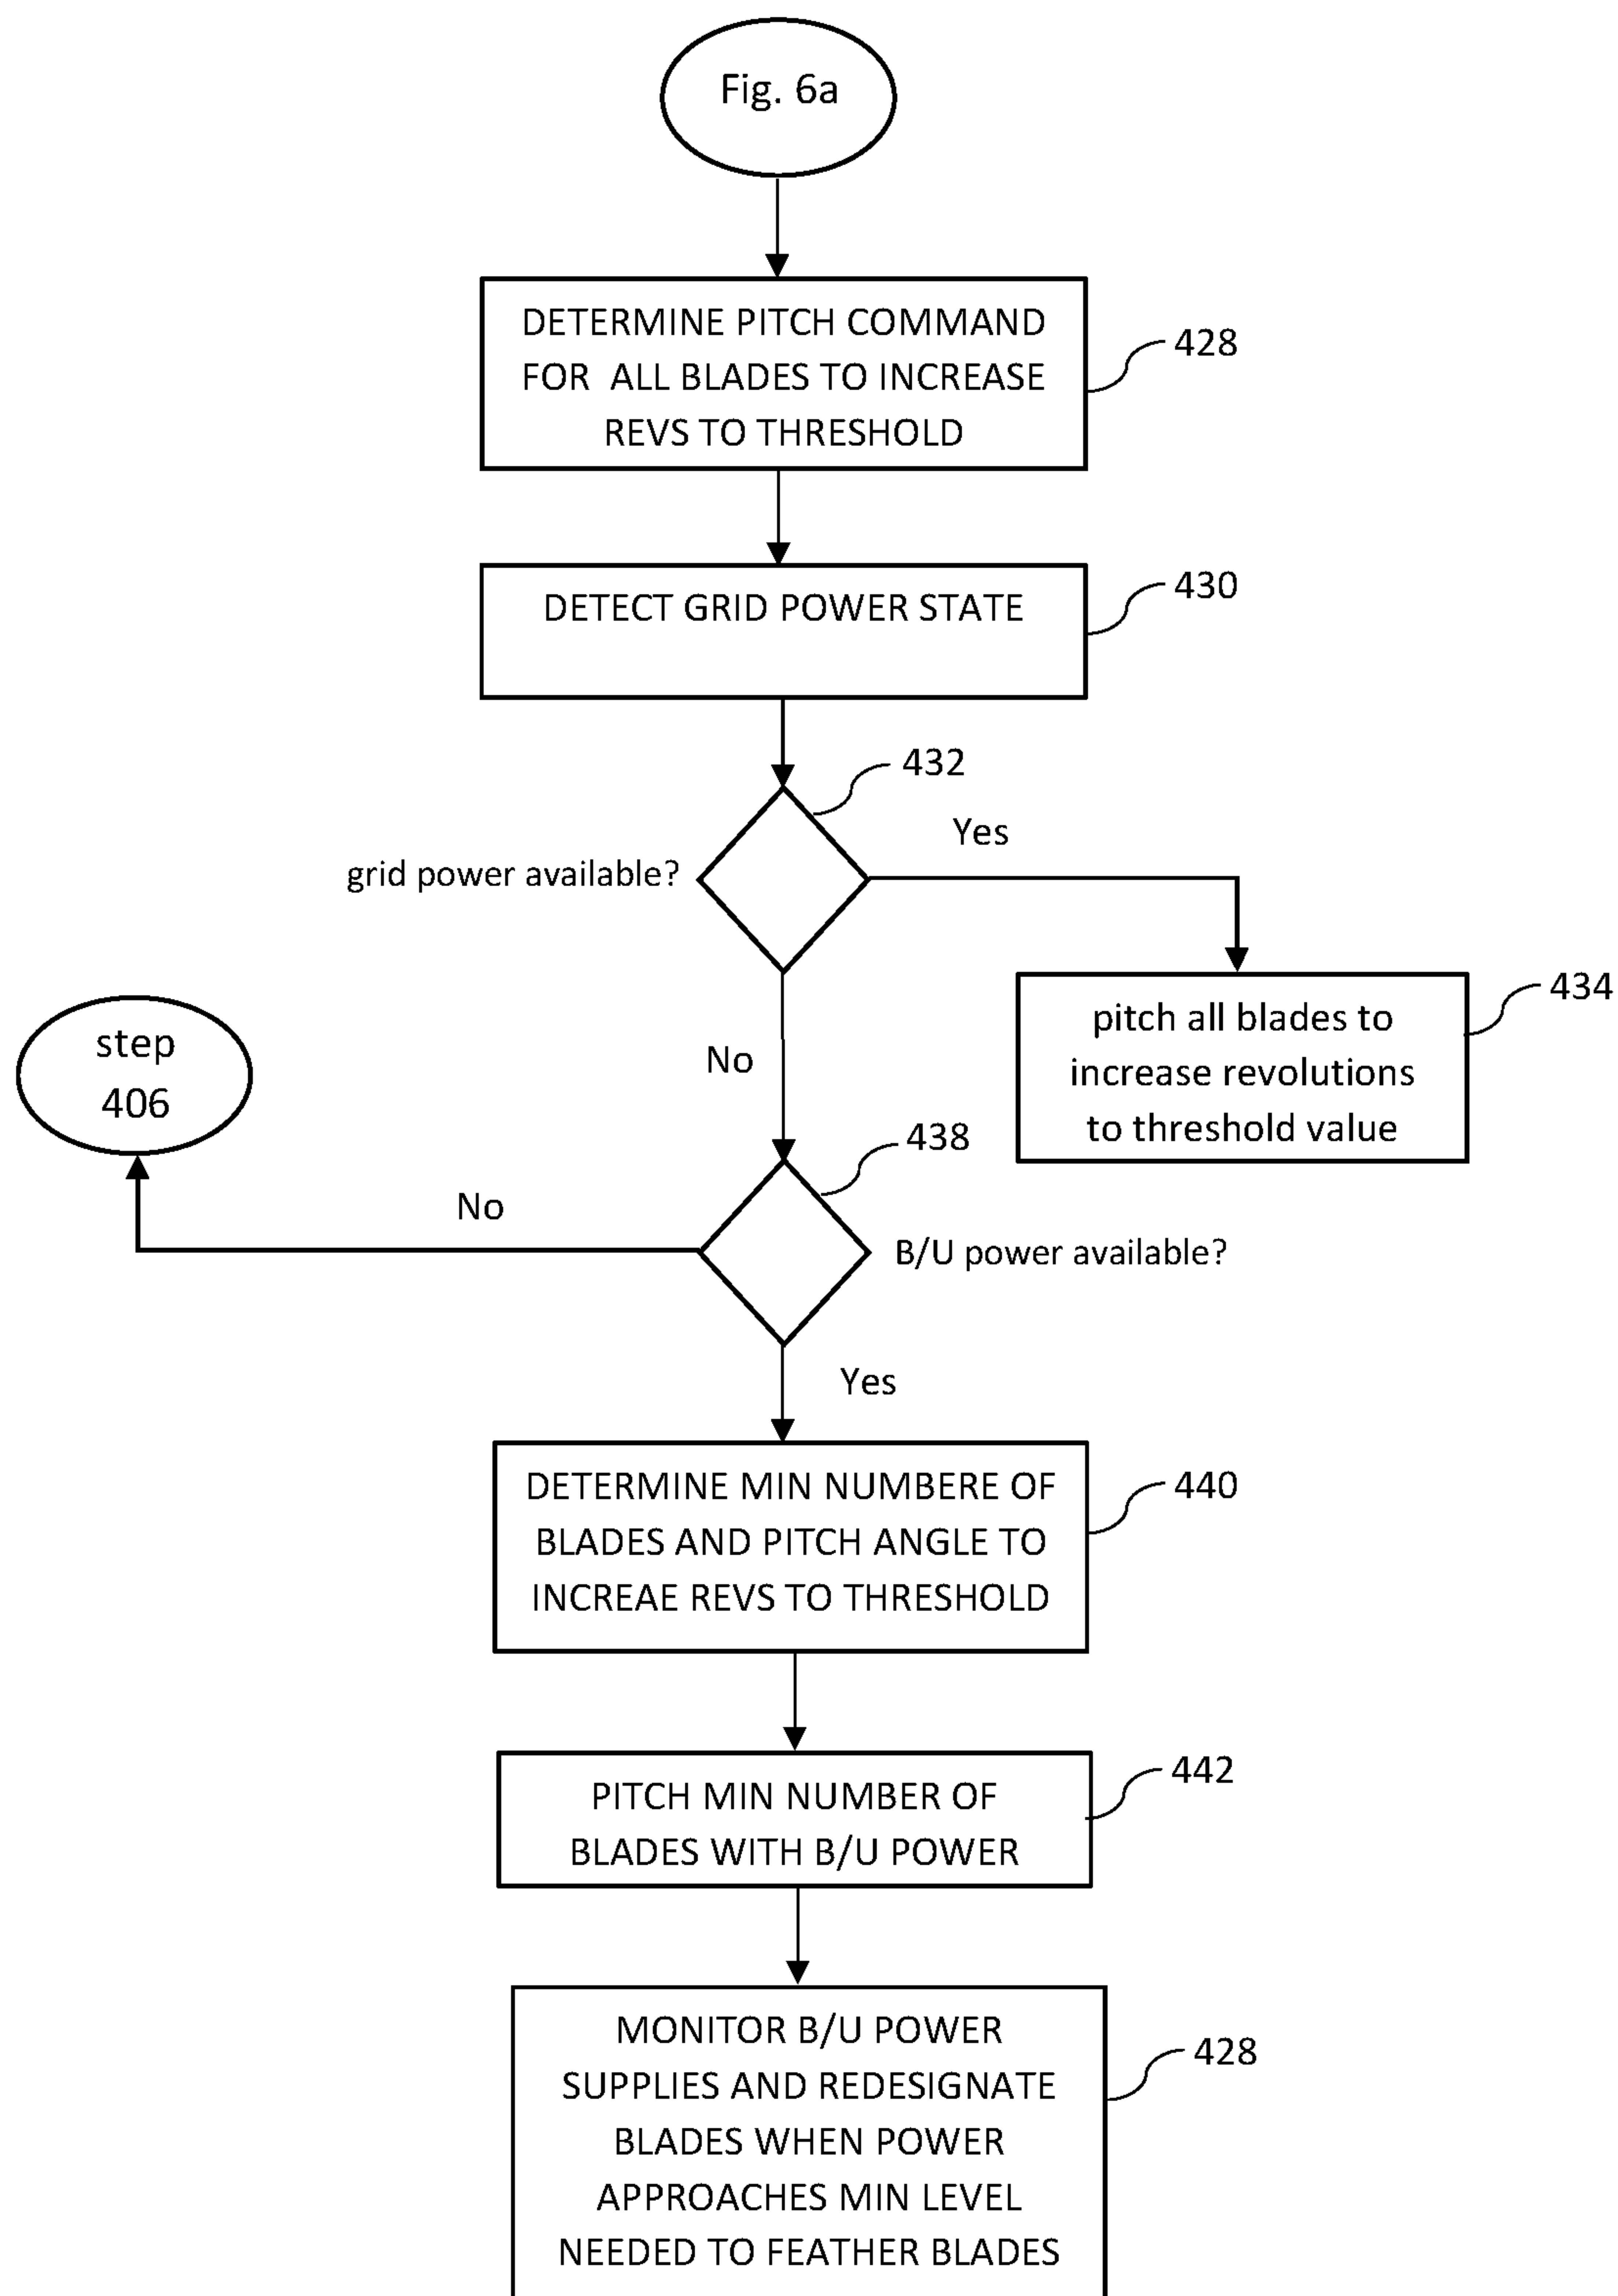 Fig. 6a
DETERMINE PITCH COMMAND
FOR ALL BLADES TO INCREASE
REVS TO THRESHOLD
428
DETECT GRID POWER STATE
430
432
grid power available?
Yes
pitch all blades to
increase revolutions
to threshold value
434
No
step
406
No
438
B/U power available?
Yes
DETERMINE MIN NUMBERE OF
BLADES AND PITCH ANGLE TO
INCREAE REVS TO THRESHOLD
440
PITCH MIN NUMBER OF
BLADES WITH B/U POWER
442
MONITOR B/U POWER
SUPPLIES AND REDESIGNATE
BLADES WHEN POWER
APPROACHES MIN LEVEL
NEEDED TO FEATHER BLADES
428